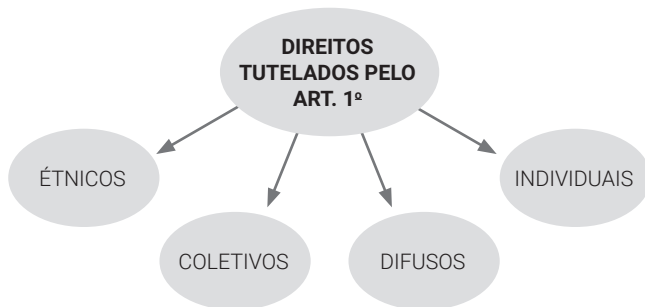 DIREITOS
TUTELADOS PELO
ART. 1º
ÉTNICOS
INDIVIDUAIS
COLETIVOS
DIFUSOS